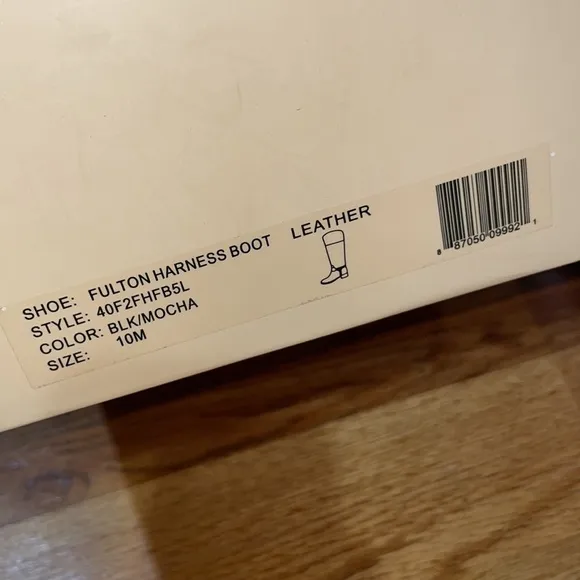 SHOE: FULTON HARNESS BOOT LEATHER
STYLE: 40F2FHFB5L
COLOR: BLK/MOCHA
SIZE: 10M
8 87050 09992 1